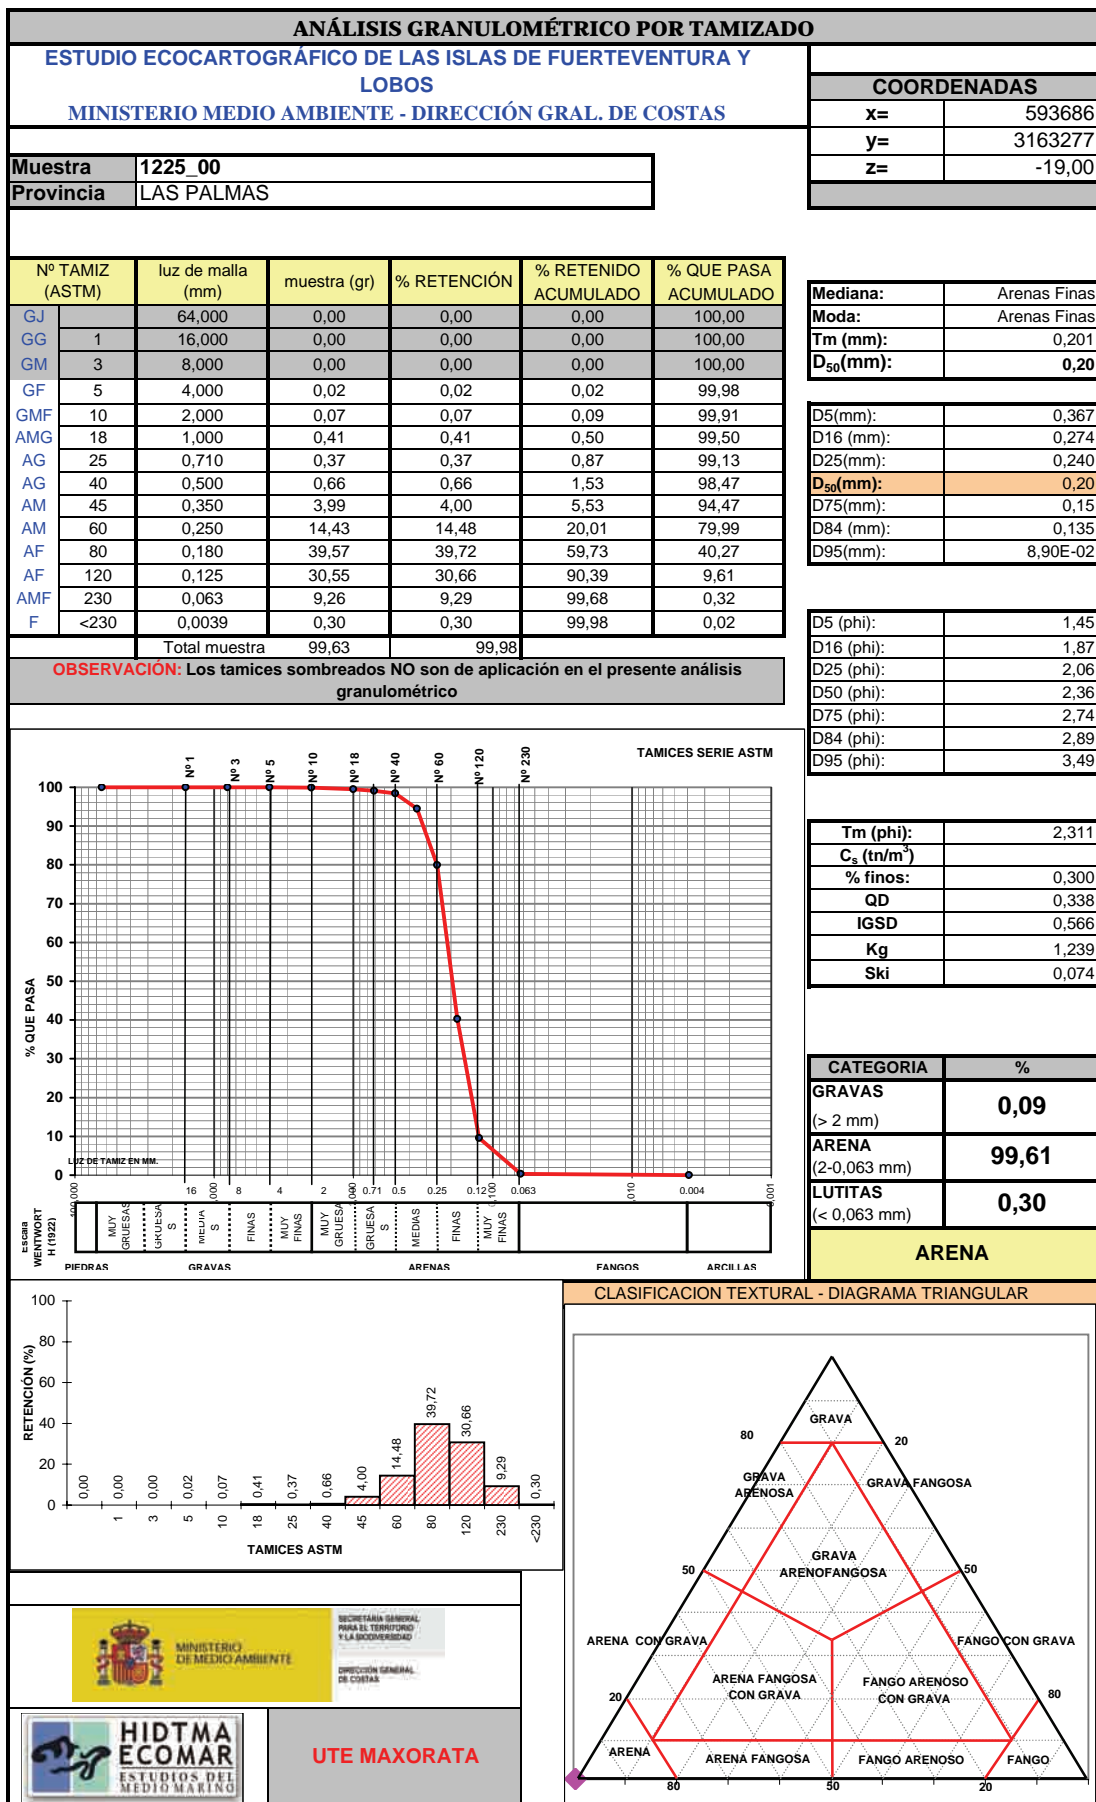 ANÁLISIS GRANULOMÉTRICO POR TAMIZADO
ESTUDIO ECOCARTOGRÁFICO DE LAS ISLAS DE FUERTEVENTURA Y
LOBOS
MINISTERIO MEDIO AMBIENTE - DIRECCIÓN GRAL. DE COSTAS
COORDENADAS
x= 593686
y= 3163277
z= -19,00
Muestra 1225_00
Provincia LAS PALMAS
Nº TAMIZ (ASTM) luz de malla (mm) muestra (gr) % RETENCIÓN % RETENIDO ACUMULADO % QUE PASA ACUMULADO
GJ 64,000 0,00 0,00 0,00 100,00
GG 1 16,000 0,00 0,00 0,00 100,00
GM 3 8,000 0,00 0,00 0,00 100,00
GF 5 4,000 0,02 0,02 0,02 99,98
GMF 10 2,000 0,07 0,07 0,09 99,91
AMG 18 1,000 0,41 0,41 0,50 99,50
AG 25 0,710 0,37 0,37 0,87 99,13
AG 40 0,500 0,66 0,66 1,53 98,47
AM 45 0,350 3,99 4,00 5,53 94,47
AM 60 0,250 14,43 14,48 20,01 79,99
AF 80 0,180 39,57 39,72 59,73 40,27
AF 120 0,125 30,55 30,66 90,39 9,61
AMF 230 0,063 9,26 9,29 99,68 0,32
F <230 0,0039 0,30 0,30 99,98 0,02
Total muestra 99,63 99,98
OBSERVACIÓN: Los tamices sombreados NO son de aplicación en el presente análisis
granulométrico
Mediana: Arenas Finas
Moda: Arenas Finas
Tm (mm): 0,201
D50(mm): 0,20
D5(mm): 0,367
D16 (mm): 0,274
D25(mm): 0,240
D50(mm): 0,20
D75(mm): 0,15
D84 (mm): 0,135
D95(mm): 8,90E-02
D5 (phi): 1,45
D16 (phi): 1,87
D25 (phi): 2,06
D50 (phi): 2,36
D75 (phi): 2,74
D84 (phi): 2,89
D95 (phi): 3,49
Tm (phi): 2,311
Cs (tn/m³)
% finos: 0,300
QD 0,338
IGSD 0,566
Kg 1,239
Ski 0,074
CATEGORIA %
GRAVAS
(> 2 mm) 0,09
ARENA
(2-0,063 mm) 99,61
LUTITAS
(< 0,063 mm) 0,30
ARENA
TAMICES SERIE ASTM
Nº 1 Nº 3 Nº 5 Nº 10 Nº 18 Nº 40 Nº 60 Nº 120 Nº 230
% QUE PASA
100
90
80
70
60
50
40
30
20
10
0
LUZ DE TAMIZ EN MM.
16 8 4 2 0.71 0.5 0.25 0.12 0,100 0.063 0.004
Escala
WENTWORT
H (1922)
MUY GRUESAS GRUESA S MEDIA S FINAS MUY FINAS MUY GRUESA GRUESA S MEDIAS FINAS MUY FINAS
PIEDRAS GRAVAS ARENAS FANGOS ARCILLAS
RETENCIÓN (%)
100
80
60
40
20
0
0,00 0,00 0,00 0,02 0,07 0,41 0,37 0,66 4,00 14,48 39,72 30,66 9,29 0,30
1 3 5 10 18 25 40 45 60 80 120 230 <230
TAMICES ASTM
CLASIFICACION TEXTURAL - DIAGRAMA TRIANGULAR
GRAVA
80 20
GRAVA
ARENOSA
GRAVA FANGOSA
GRAVA
ARENOFANGOSA
50 50
ARENA CON GRAVA
FANGO CON GRAVA
ARENA FANGOSA
CON GRAVA
FANGO ARENOSO
CON GRAVA
20 80
ARENA ARENA FANGOSA FANGO ARENOSO FANGO
80 50 20
MINISTERIO
DE MEDIO AMBIENTE
SECRETARÍA GENERAL
PARA EL TERRITORIO
Y LA BIODIVERSIDAD
DIRECCIÓN GENERAL
DE COSTAS
HIDTMA
ECOMAR
ESTUDIOS DEL
MEDIO MARINO
UTE MAXORATA